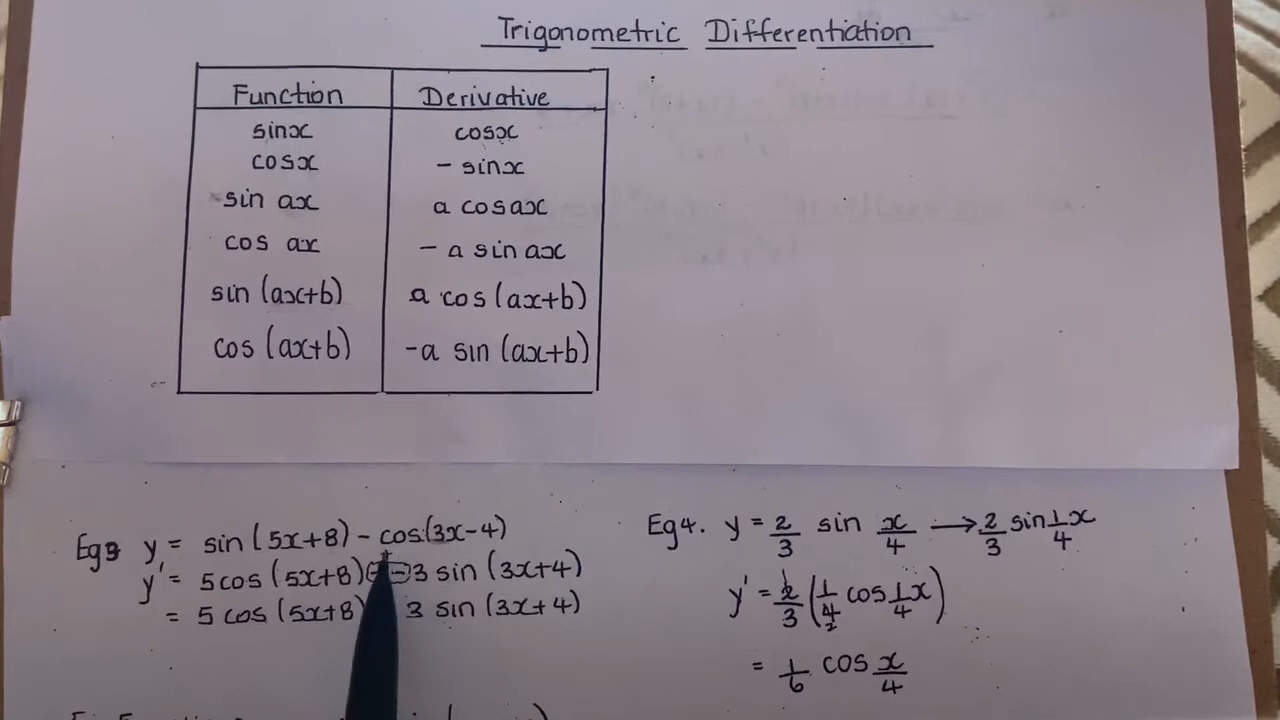 Trigonometric Differentiation
Function Derivative
sinx cosx
cosx - sinx
sin ax a cosax
cos ax - a sin ax
sin (ax+b) a cos (ax+b)
cos (ax+b) -a sin (ax+b)
Eg3 y = sin (5x+8) - cos (3x-4)
y' = 5 cos (5x+8) - - 3 sin (3x+4)
= 5 cos (5x+8) 3 sin (3x+4)
Eg4. y = 2/3 sin x/4 → 2/3 sin 1/4 x
y' = 2/3 (1/4 cos 1/4 x)
= 1/6 cos x/4